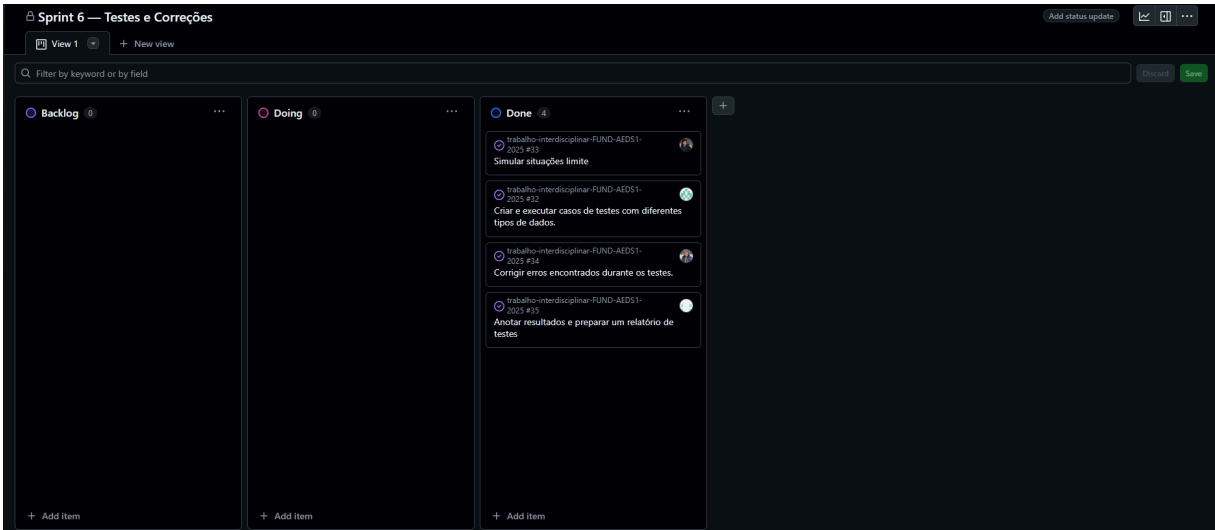 Sprint 6 — Testes e Correções
Add status update
View 1
New view
Filter by keyword or by field
Discard
Save
Backlog 0
Doing 0
Done 4
trabalho-interdisciplinar-FUND-AEDS1-
2025 #33
Simular situações limite
trabalho-interdisciplinar-FUND-AEDS1-
2025 #32
Criar e executar casos de testes com diferentes
tipos de dados.
trabalho-interdisciplinar-FUND-AEDS1-
2025 #34
Corrigir erros encontrados durante os testes.
trabalho-interdisciplinar-FUND-AEDS1-
2025 #35
Anotar resultados e preparar um relatório de
testes
+ Add item
+ Add item
+ Add item